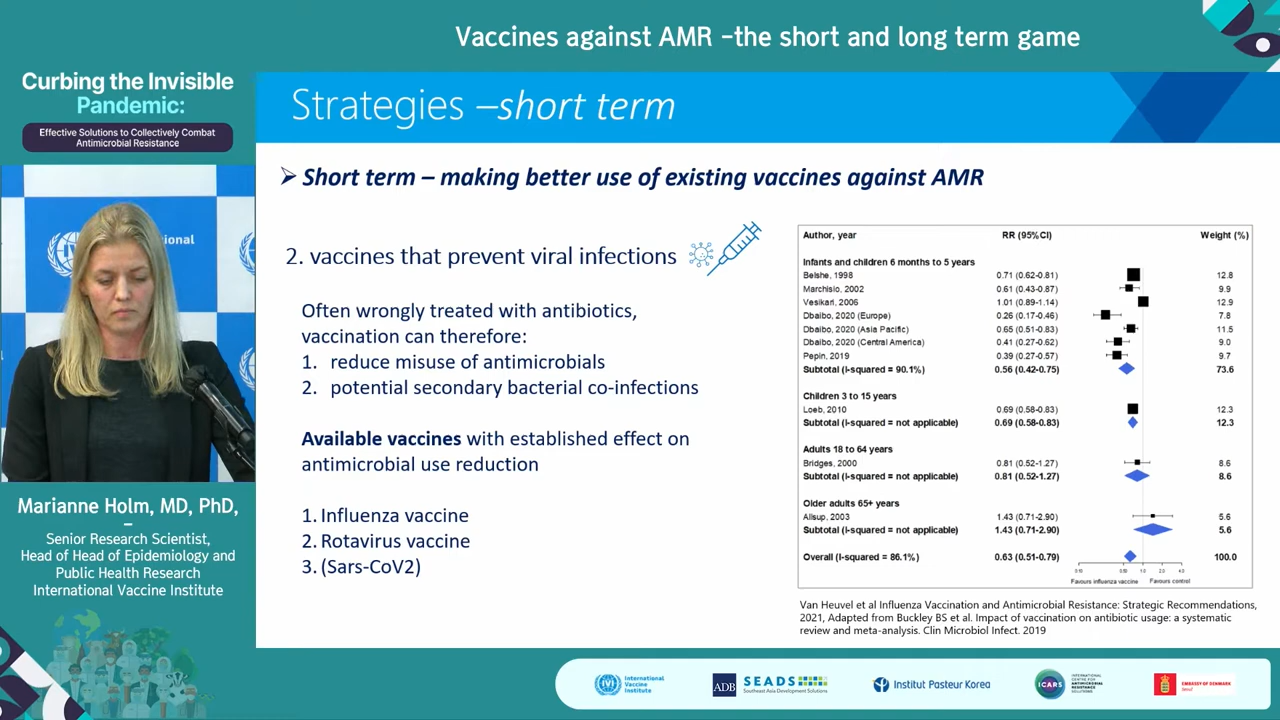 Vaccines against AMR -the short and long term game
Curbing the Invisible
Pandemic:
Effective Solutions to Collectively Combat
Antimicrobial Resistance
Marianne Holm, MD, PhD,
–
Senior Research Scientist,
Head of Head of Epidemiology and
Public Health Research
International Vaccine Institute
Strategies –short term
➢ Short term – making better use of existing vaccines against AMR
2. vaccines that prevent viral infections
Often wrongly treated with antibiotics,
vaccination can therefore:
1. reduce misuse of antimicrobials
2. potential secondary bacterial co-infections
Available vaccines with established effect on
antimicrobial use reduction
1. Influenza vaccine
2. Rotavirus vaccine
3. (Sars-CoV2)
Author, year RR (95%CI) Weight (%)
Infants and children 6 months to 5 years
Belshe, 1998 0.71 (0.62-0.81) 12.8
Marchisio, 2002 0.61 (0.43-0.87) 9.9
Vesikari, 2006 1.01 (0.89-1.14) 12.9
Dbaibo, 2020 (Europe) 0.26 (0.17-0.46) 7.8
Dbaibo, 2020 (Asia Pacific) 0.65 (0.51-0.83) 11.5
Dbaibo, 2020 (Central America) 0.41 (0.27-0.62) 9.0
Pepin, 2019 0.39 (0.27-0.57) 9.7
Subtotal (I-squared = 90.1%) 0.56 (0.42-0.75) 73.6
Children 3 to 15 years
Loeb, 2010 0.69 (0.58-0.83) 12.3
Subtotal (I-squared = not applicable) 0.69 (0.58-0.83) 12.3
Adults 18 to 64 years
Bridges, 2000 0.81 (0.52-1.27) 8.6
Subtotal (I-squared = not applicable) 0.81 (0.52-1.27) 8.6
Older adults 65+ years
Allsup, 2003 1.43 (0.71-2.90) 5.6
Subtotal (I-squared = not applicable) 1.43 (0.71-2.90) 5.6
Overall (I-squared = 86.1%) 0.63 (0.51-0.79) 100.0
1.0 2.0 4.0
Favours influenza vaccine Favours control
Van Heuvel et al Influenza Vaccination and Antimicrobial Resistance: Strategic Recommendations,
2021, Adapted from Buckley BS et al. Impact of vaccination on antibiotic usage: a systematic
review and meta-analysis. Clin Microbiol Infect. 2019
International
Vaccine
Institute
ADB
SEADS
Southeast Asia Development Solutions
Institut Pasteur Korea
ICARS
INTERNATIONAL
CENTRE FOR
ANTIMICROBIAL
RESISTANCE
SOLUTIONS
EMBASSY OF DENMARK
Seoul